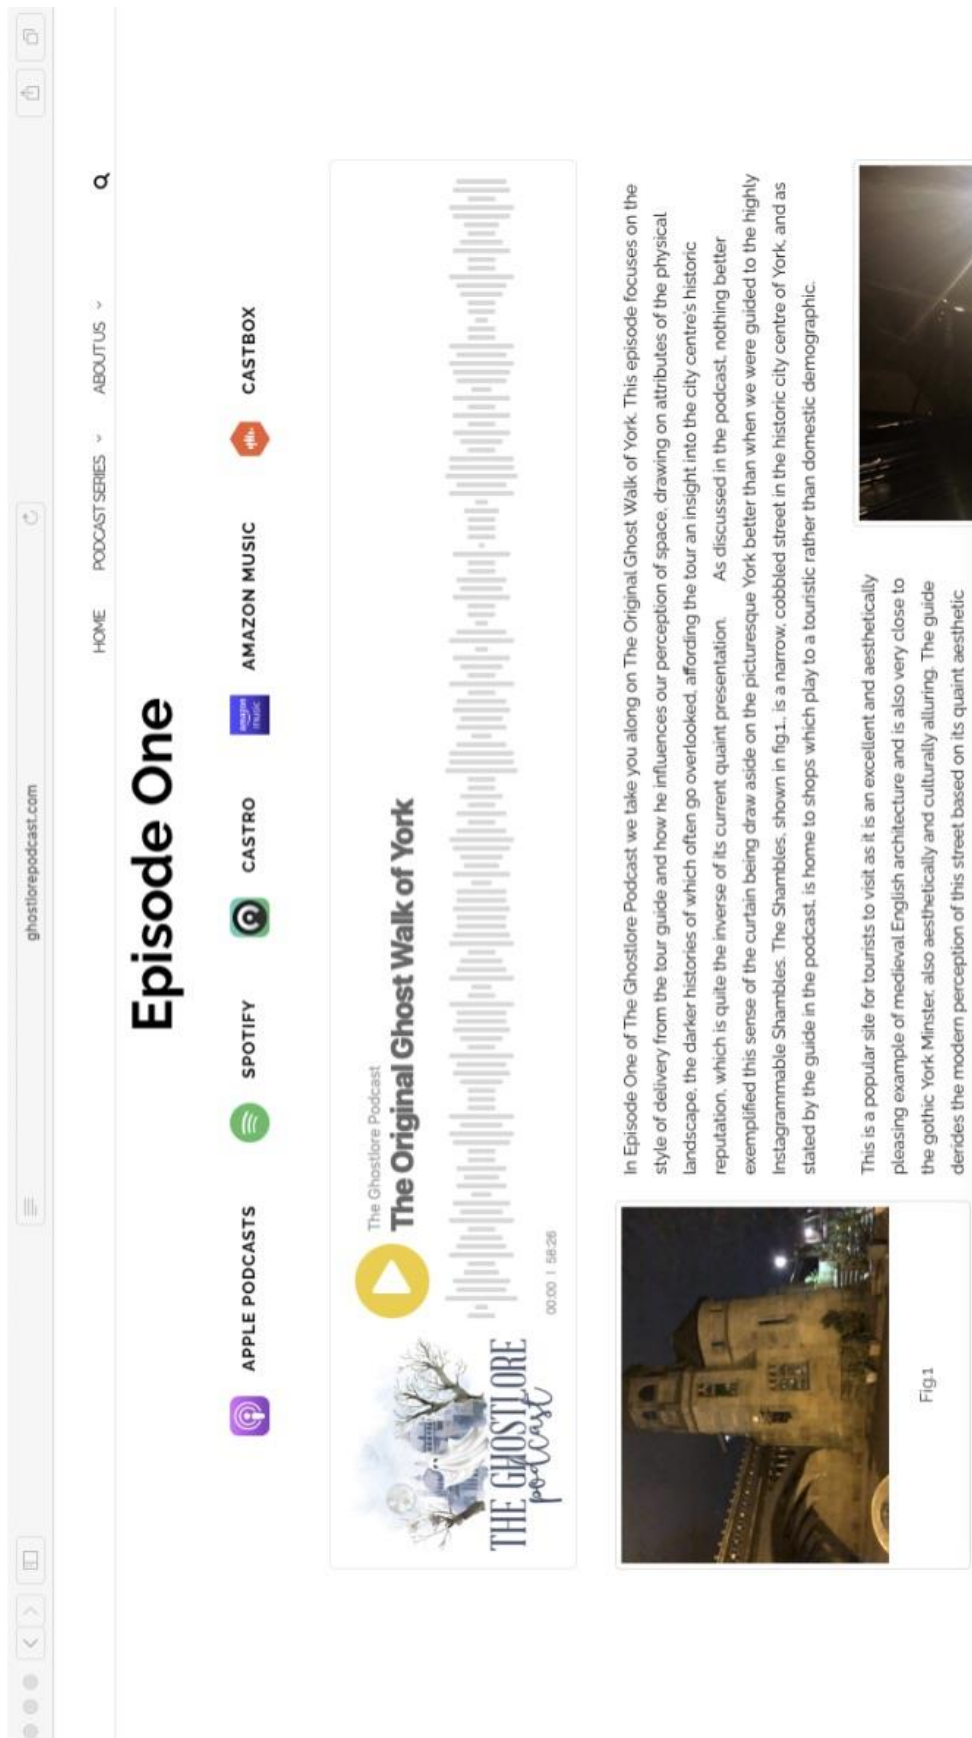 ghostlorepodcast.com
HOME PODCAST SERIES ABOUT US
Episode One
APPLE PODCASTS SPOTIFY CASTRO amazon music AMAZON MUSIC CASTBOX
The Ghostlore Podcast
The Original Ghost Walk of York
THE GHOSTLORE
podcast
00:00 | 58:26
In Episode One of The Ghostlore Podcast we take you along on The Original Ghost Walk of York. This episode focuses on the
style of delivery from the tour guide and how he influences our perception of space, drawing on attributes of the physical
landscape, the darker histories of which often go overlooked, affording the tour an insight into the city centre's historic
reputation, which is quite the inverse of its current quaint presentation. As discussed in the podcast, nothing better
exemplified this sense of the curtain being draw aside on the picturesque York better than when we were guided to the highly
Instagrammable Shambles. The Shambles, shown in fig.1., is a narrow, cobbled street in the historic city centre of York, and as
stated by the guide in the podcast, is home to shops which play to a touristic rather than domestic demographic.
Fig.1
This is a popular site for tourists to visit as it is an excellent and aesthetically
pleasing example of medieval English architecture and is also very close to
the gothic York Minster, also aesthetically and culturally alluring. The guide
derides the modern perception of this street based on its quaint aesthetic